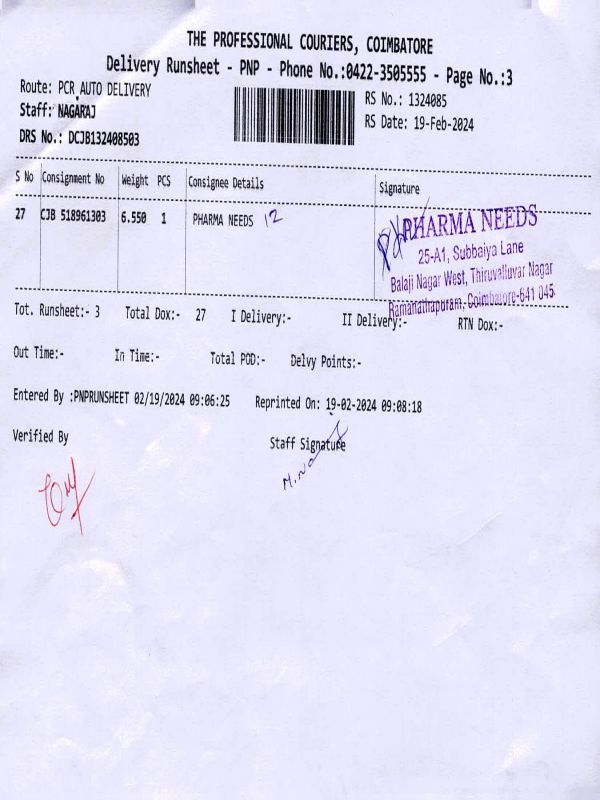 THE PROFESSIONAL COURIERS, COIMBATORE
Delivery Runsheet - PNP - Phone No.:0422-3505555 - Page No.:3
Route: PCR AUTO DELIVERY
RS No.: 1324085
Staff: NAGARAJ
RS Date: 19-Feb-2024
DRS No.: DCJB132408503
S No Consignment No Weight PCS Consignee Details Signature
27 CJB 518961303 6.550 1 PHARMA NEEDS 12
PHARMA NEEDS
25-A1, Subbaiya Lane
Balaji Nagar West, Thiruvalluvar Nagar
Ramanathapuram, Coimbatore-641 045
Tot. Runsheet:- 3 Total Dox:- 27 I Delivery:- II Delivery:- RTN Dox:-
Out Time:- In Time:- Total POD:- Delvy Points:-
Entered By :PNPRUNSHEET 02/19/2024 09:06:25 Reprinted On: 19-02-2024 09:08:18
Verified By Staff Signature